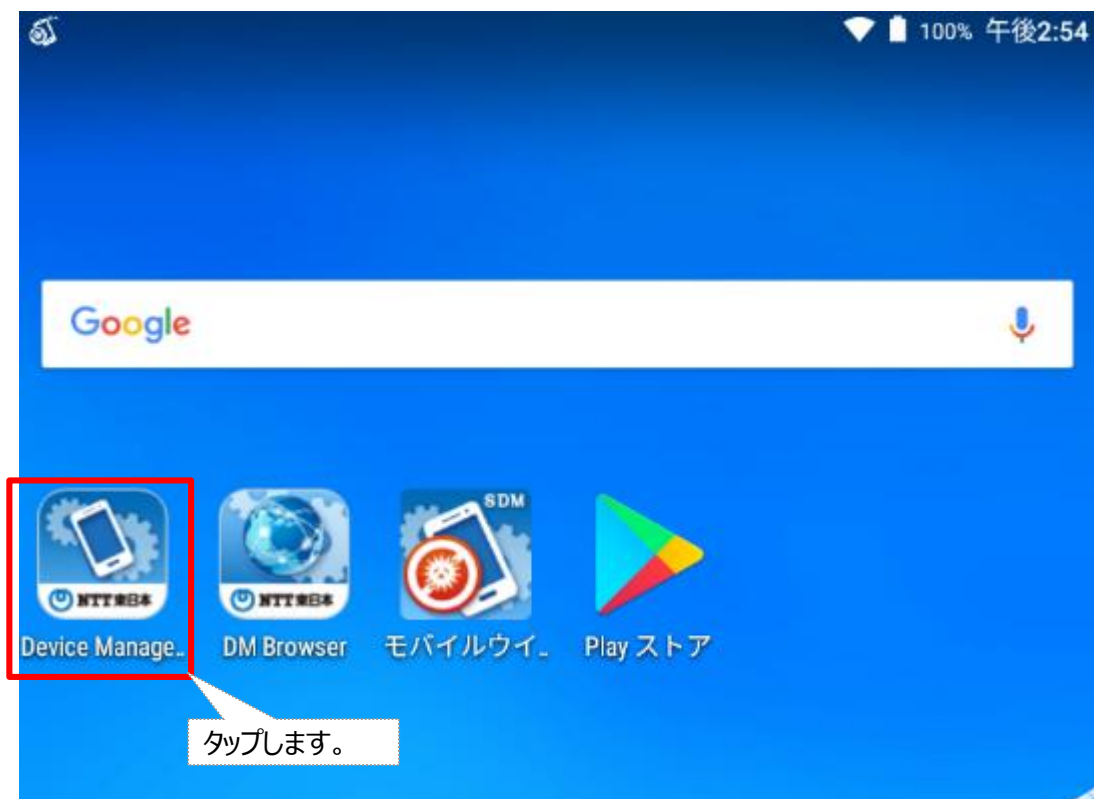 100% 午後2:54
Google
SDM
NTT東日本
NTT東日本
Device Manage..
DM Browser
モバイルウイ..
Play ストア
タップします。